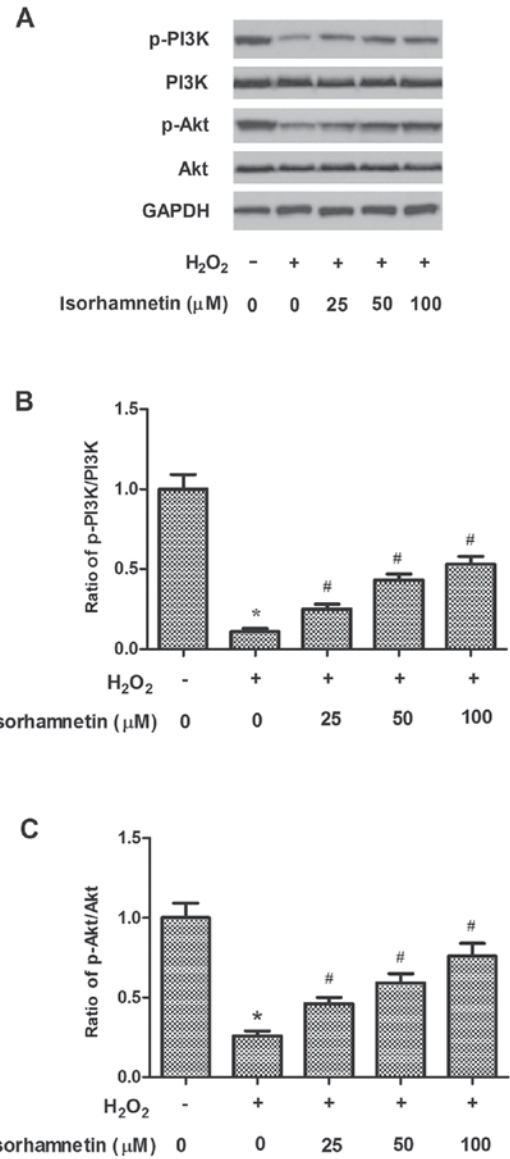 A
p-PI3K
PI3K
p-Akt
Akt
GAPDH
H₂O₂ - + + + +
Isorhamnetin (μM) 0 0 25 50 100
B
Ratio of p-PI3K/PI3K
1.5
1.0
0.5
0.0
* # # #
H₂O₂ - + + + +
sorhamnetin (μM) 0 0 25 50 100
C
Ratio of p-Akt/Akt
1.5
1.0
0.5
0.0
* # # #
H₂O₂ - + + + +
sorhamnetin (μM) 0 0 25 50 100